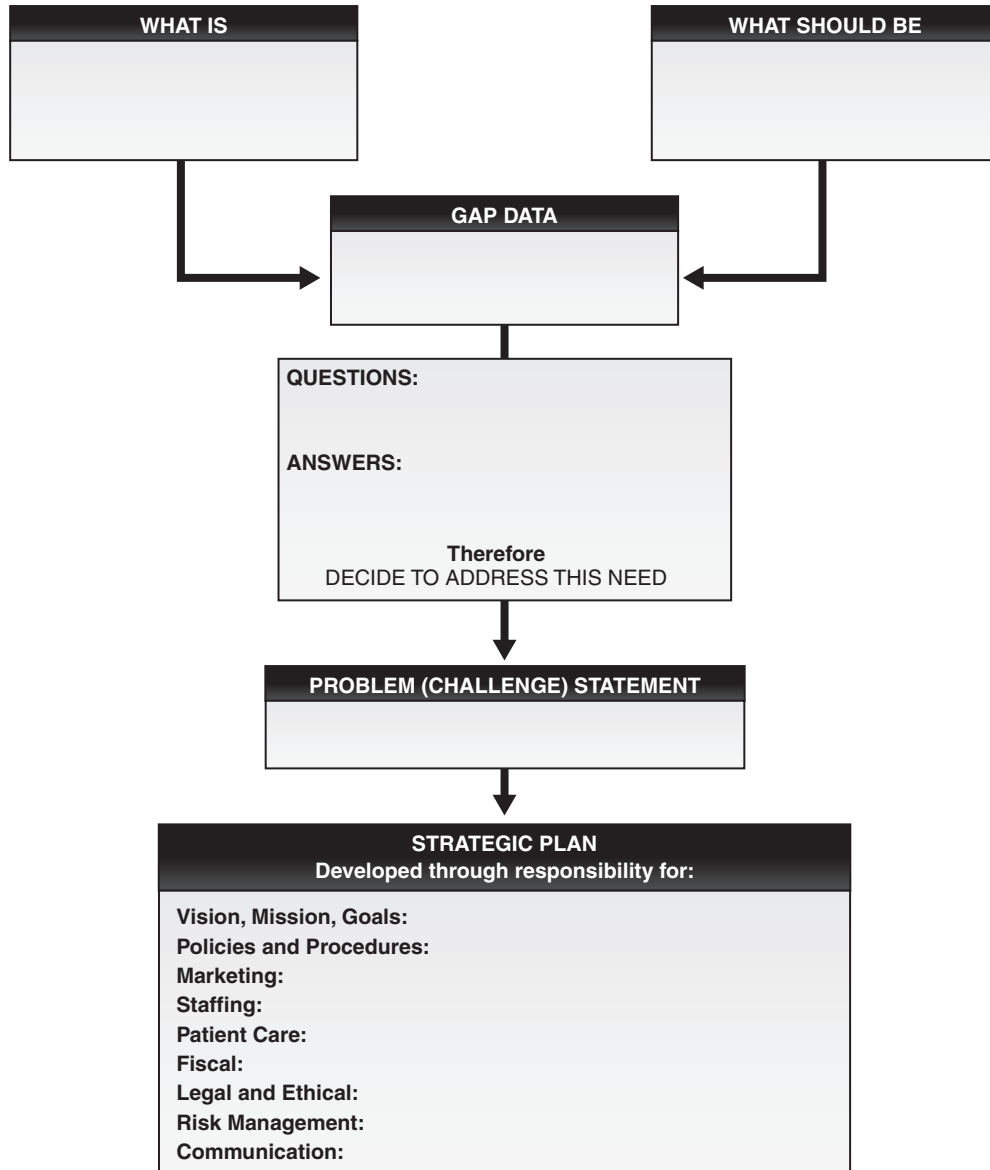 WHAT IS
WHAT SHOULD BE
GAP DATA
QUESTIONS:
ANSWERS:
Therefore
DECIDE TO ADDRESS THIS NEED
PROBLEM (CHALLENGE) STATEMENT
STRATEGIC PLAN
Developed through responsibility for:
Vision, Mission, Goals:
Policies and Procedures:
Marketing:
Staffing:
Patient Care:
Fiscal:
Legal and Ethical:
Risk Management:
Communication: